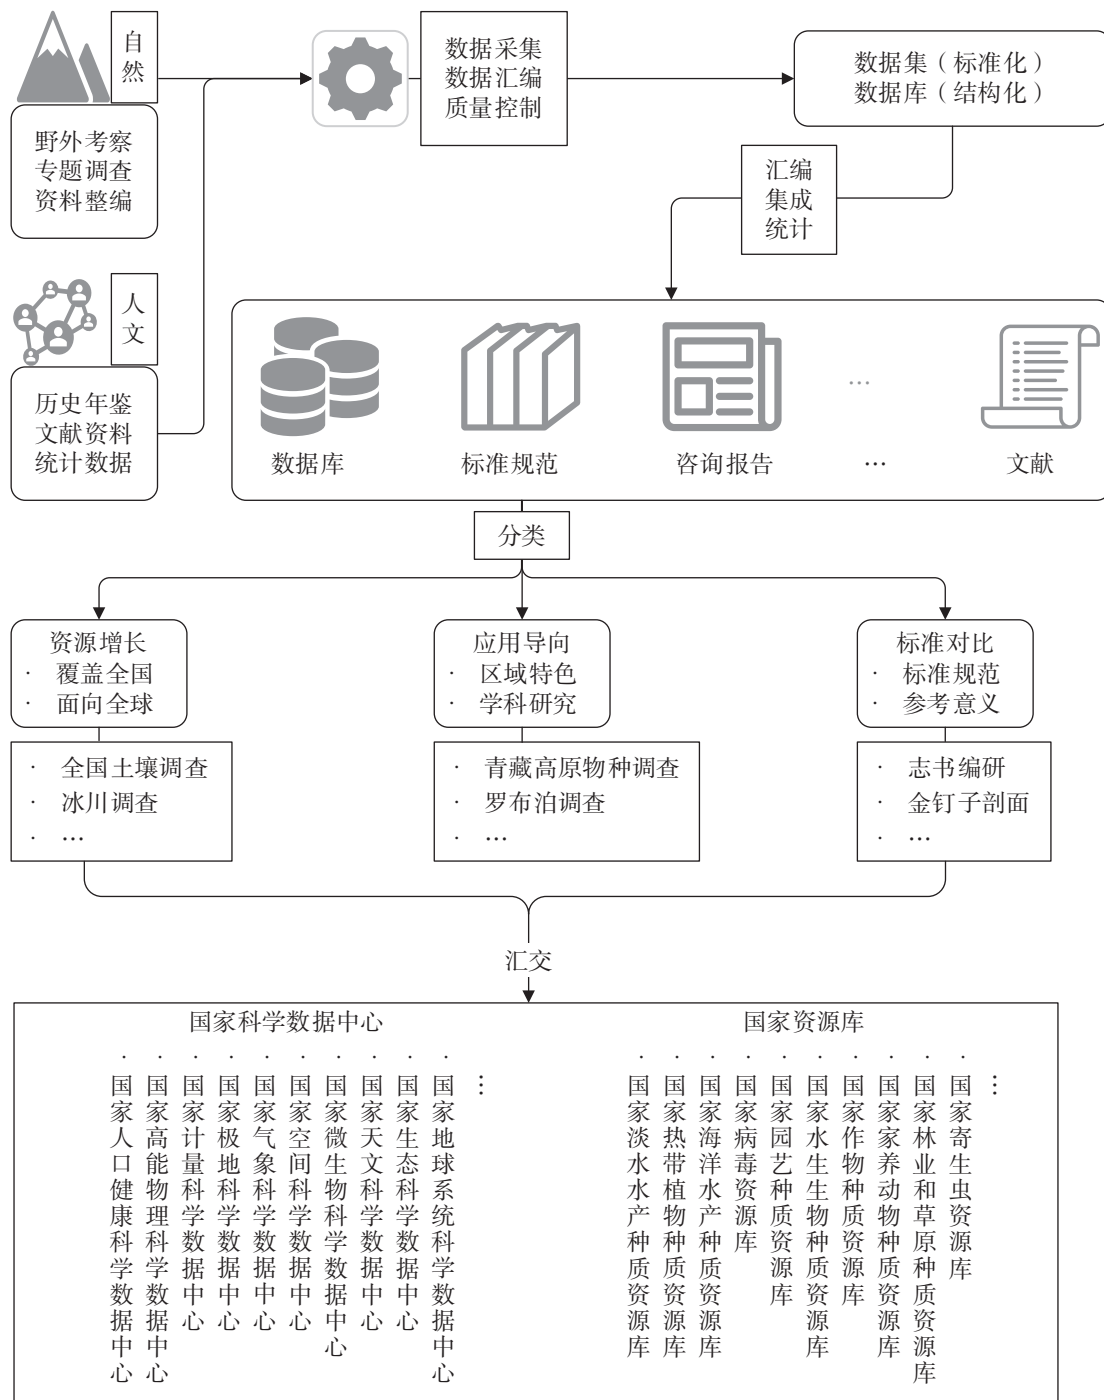 自然
野外考察
专题调查
资料整编
人文
历史年鉴
文献资料
统计数据
数据采集
数据汇编
质量控制
数据集（标准化）
数据库（结构化）
汇编
集成
统计
…
数据库
标准规范
咨询报告
…
文献
分类
资源增长
· 覆盖全国
· 面向全球
应用导向
· 区域特色
· 学科研究
标准对比
· 标准规范
· 参考意义
· 全国土壤调查
· 冰川调查
· …
· 青藏高原物种调查
· 罗布泊调查
· …
· 志书编研
· 金钉子剖面
· …
汇交
国家科学数据中心
· 国家人口健康科学数据中心
· 国家高能物理科学数据中心
· 国家计量科学数据中心
· 国家极地科学数据中心
· 国家气象科学数据中心
· 国家空间科学数据中心
· 国家微生物科学数据中心
· 国家天文科学数据中心
· 国家生态科学数据中心
· 国家地球系统科学数据中心
…
国家资源库
· 国家淡水水产种质资源库
· 国家热带植物种质资源库
· 国家海洋水产种质资源库
· 国家病毒资源库
· 国家园艺种质资源库
· 国家水生生物种质资源库
· 国家作物种质资源库
· 国家家养动物种质资源库
· 国家林业和草原种质资源库
· 国家寄生虫资源库
…